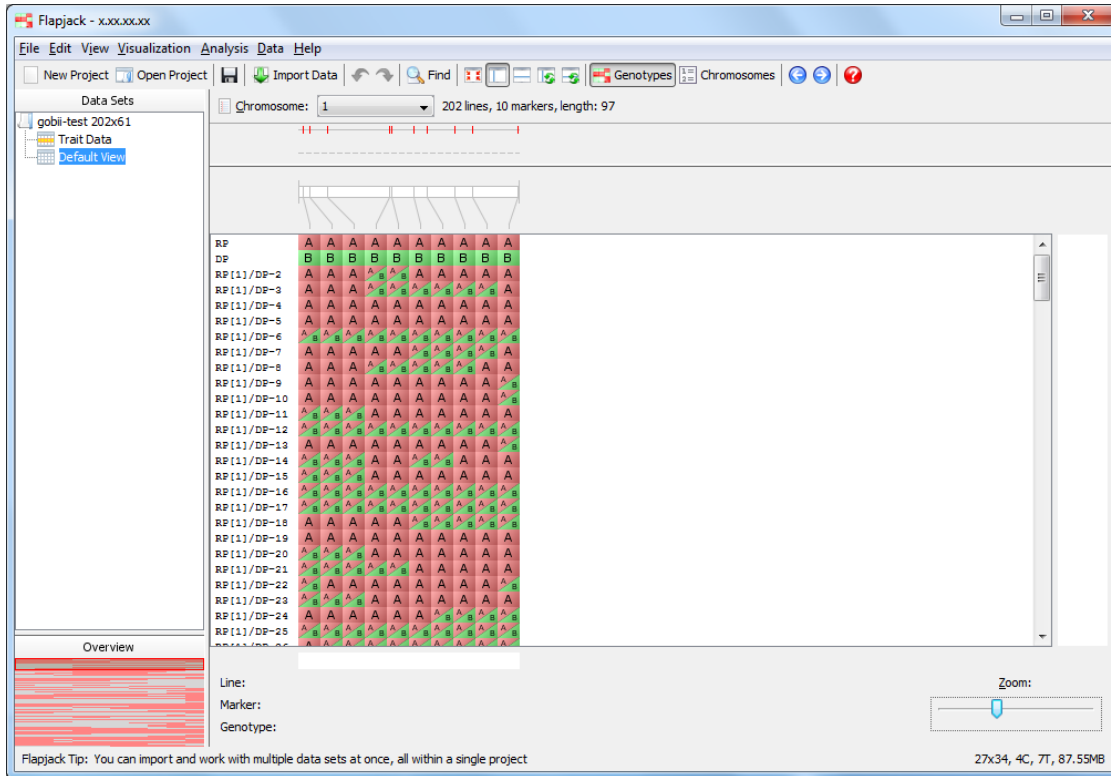 Flapjack - x.xx.xx.xx
File Edit View Visualization Analysis Data Help
New Project Open Project Import Data Find Genotypes Chromosomes
Data Sets
gobii-test 202x61
Trait Data
Default View
Chromosome: 1 202 lines, 10 markers, length: 97
RP A A A A A A A A A A
DP B B B B B B B B B B
RP[1]/DP-2 A A A A/B A/B A A A A A
RP[1]/DP-3 A A A A/B A/B A/B A/B A/B A/B A
RP[1]/DP-4 A A A A A A A A A A
RP[1]/DP-5 A A A A A A A A A A
RP[1]/DP-6 A/B A/B A/B A/B A/B A/B A/B A/B A/B A/B
RP[1]/DP-7 A A A A A A/B A/B A/B A/B A
RP[1]/DP-8 A A A A/B A/B A/B A/B A/B A A
RP[1]/DP-9 A A A A A A A A A A/B
RP[1]/DP-10 A A A A A A A A A A/B
RP[1]/DP-11 A/B A/B A/B A A A A A A A
RP[1]/DP-12 A/B A/B A/B A/B A/B A/B A/B A/B A/B A/B
RP[1]/DP-13 A A A A A A A A A A/B
RP[1]/DP-14 A/B A/B A/B A A A/B A/B A A A
RP[1]/DP-15 A/B A/B A/B A A A A A A A
RP[1]/DP-16 A/B A/B A/B A/B A/B A/B A/B A/B A/B A/B
RP[1]/DP-17 A/B A/B A/B A/B A/B A/B A/B A/B A/B A/B
RP[1]/DP-18 A A A A A A/B A/B A/B A/B A/B
RP[1]/DP-19 A A A A A A A A A A
RP[1]/DP-20 A/B A/B A/B A A A A A A A
RP[1]/DP-21 A/B A/B A/B A/B A/B A A A A A
RP[1]/DP-22 A/B A A A A A A A A A/B
RP[1]/DP-23 A/B A/B A/B A A A A A A A
RP[1]/DP-24 A A A A A A A/B A/B A/B A/B
RP[1]/DP-25 A/B A/B A/B A/B A/B A/B A/B A/B A/B A/B
Overview
Line:
Marker:
Genotype:
Zoom:
Flapjack Tip: You can import and work with multiple data sets at once, all within a single project
27x34, 4C, 7T, 87.55MB